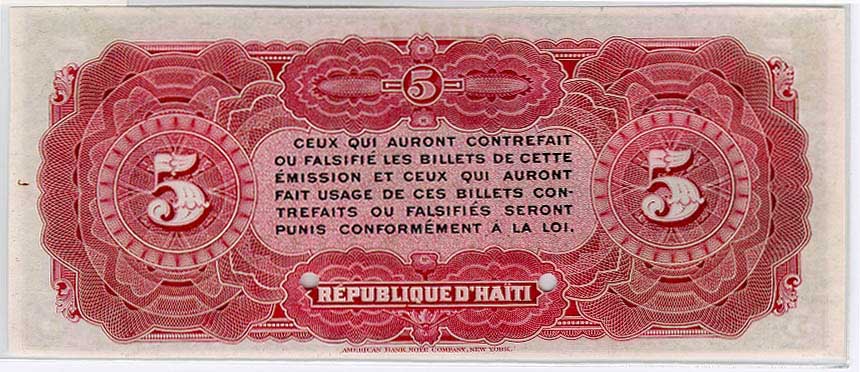 5
CEUX QUI AURONT CONTREFAIT
OU FALSIFIÉ LES BILLETS DE CETTE
ÉMISSION ET CEUX QUI AURONT
FAIT USAGE DE CES BILLETS CON-
TREFAITS OU FALSIFIÉS SERONT
PUNIS CONFORMÉMENT À LA LOI.
5
5
RÉPUBLIQUE D'HAÏTI
AMERICAN BANK NOTE COMPANY, NEW YORK.